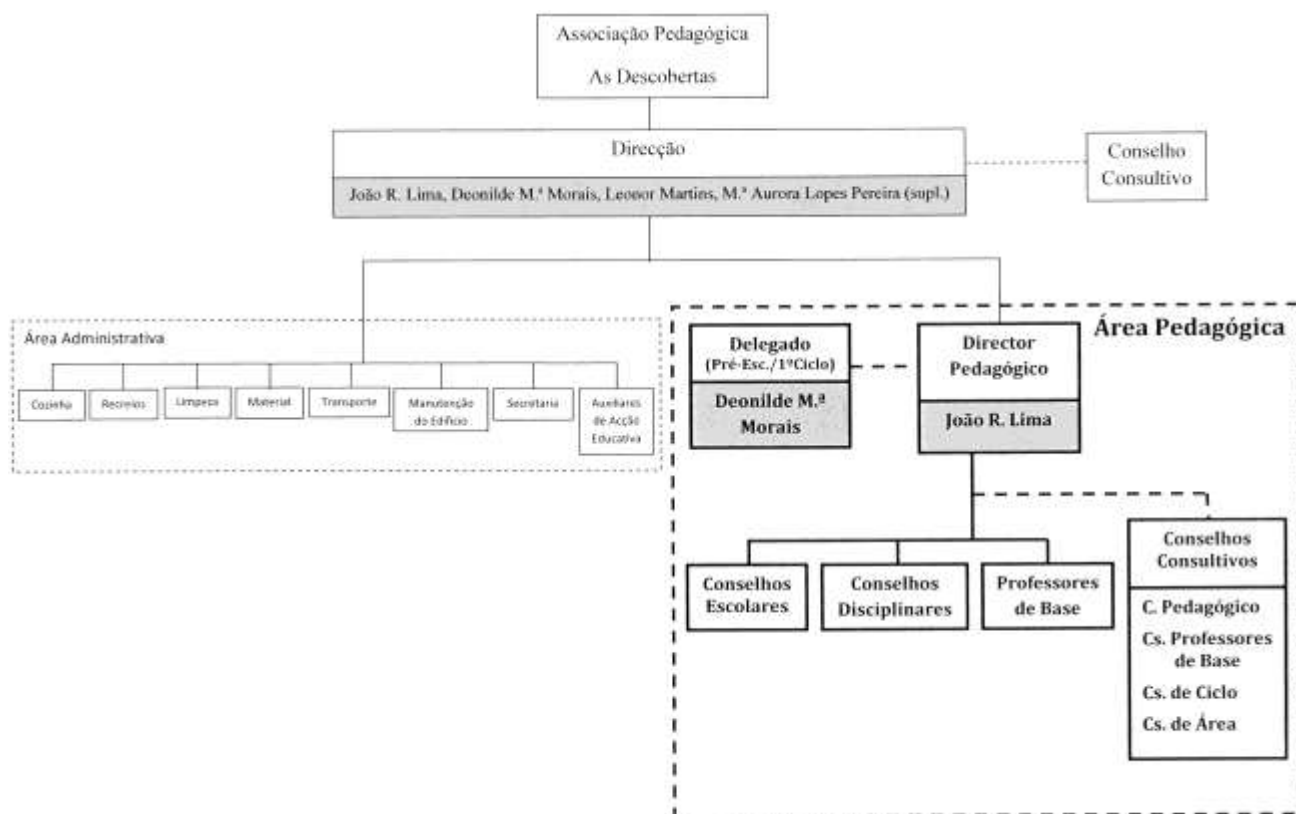 Associação Pedagógica
As Descobertas
Direcção
João R. Lima, Deonilde M.ª Morais, Leonor Martins, M.ª Aurora Lopes Pereira (supl.)
Conselho
Consultivo
Área Administrativa
Cozinha
Recreios
Limpeza
Material
Transporte
Manutenção
do Edifício
Secretaria
Auxiliares
de Acção
Educativa
Área Pedagógica
Delegado
(Pré-Esc./1ºCiclo)
Deonilde M.ª
Morais
Director
Pedagógico
João R. Lima
Conselhos
Escolares
Conselhos
Disciplinares
Professores
de Base
Conselhos
Consultivos
C. Pedagógico
Cs. Professores
de Base
Cs. de Ciclo
Cs. de Área